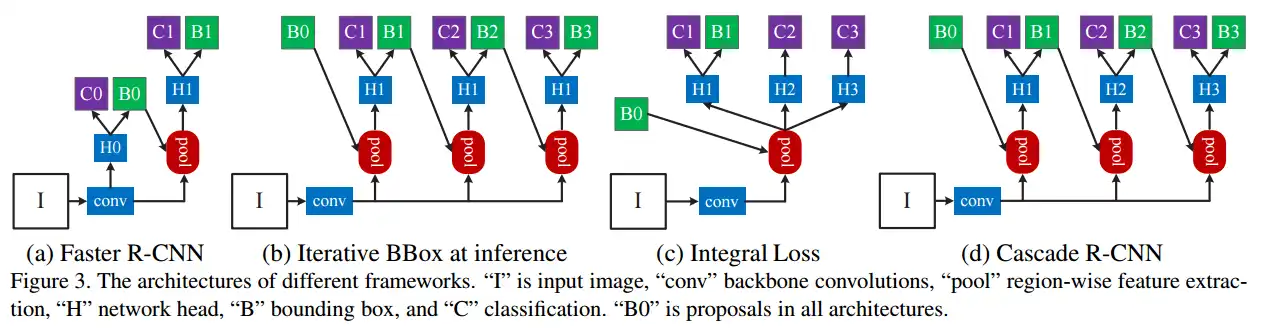 C1 B1
C0 B0
H1
H0
pool
I
conv
(a) Faster R-CNN
B0 C1 B1 C2 B2 C3 B3
H1 H1 H1
pool pool pool
I
conv
(b) Iterative BBox at inference
C1 B1 C2 C3
H1 H2 H3
B0
pool
I
conv
(c) Integral Loss
B0 C1 B1 C2 B2 C3 B3
H1 H2 H3
pool pool pool
I
conv
(d) Cascade R-CNN
Figure 3. The architectures of different frameworks. “I” is input image, “conv” backbone convolutions, “pool” region-wise feature extrac-
tion, “H” network head, “B” bounding box, and “C” classification. “B0” is proposals in all architectures.